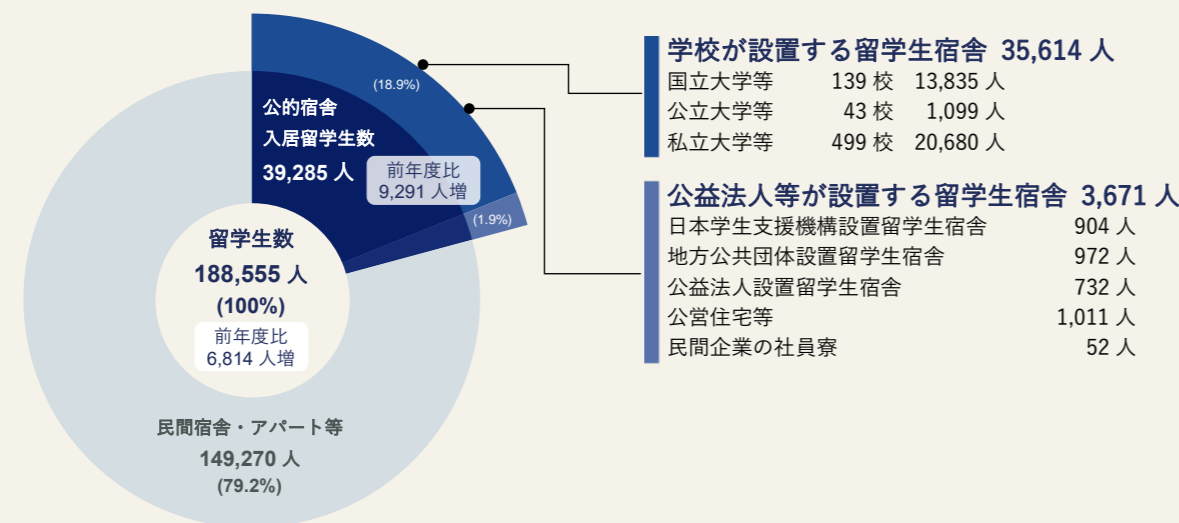 (18.9%)
公的宿舎
入居留学生数
39,285 人
前年度比
9,291 人増
(1.9%)
留学生数
188,555 人
(100%)
前年度比
6,814 人増
民間宿舎・アパート等
149,270 人
(79.2%)
学校が設置する留学生宿舎 35,614 人
国立大学等 139 校 13,835 人
公立大学等 43 校 1,099 人
私立大学等 499 校 20,680 人
公益法人等が設置する留学生宿舎 3,671 人
日本学生支援機構設置留学生宿舎 904 人
地方公共団体設置留学生宿舎 972 人
公益法人設置留学生宿舎 732 人
公営住宅等 1,011 人
民間企業の社員寮 52 人